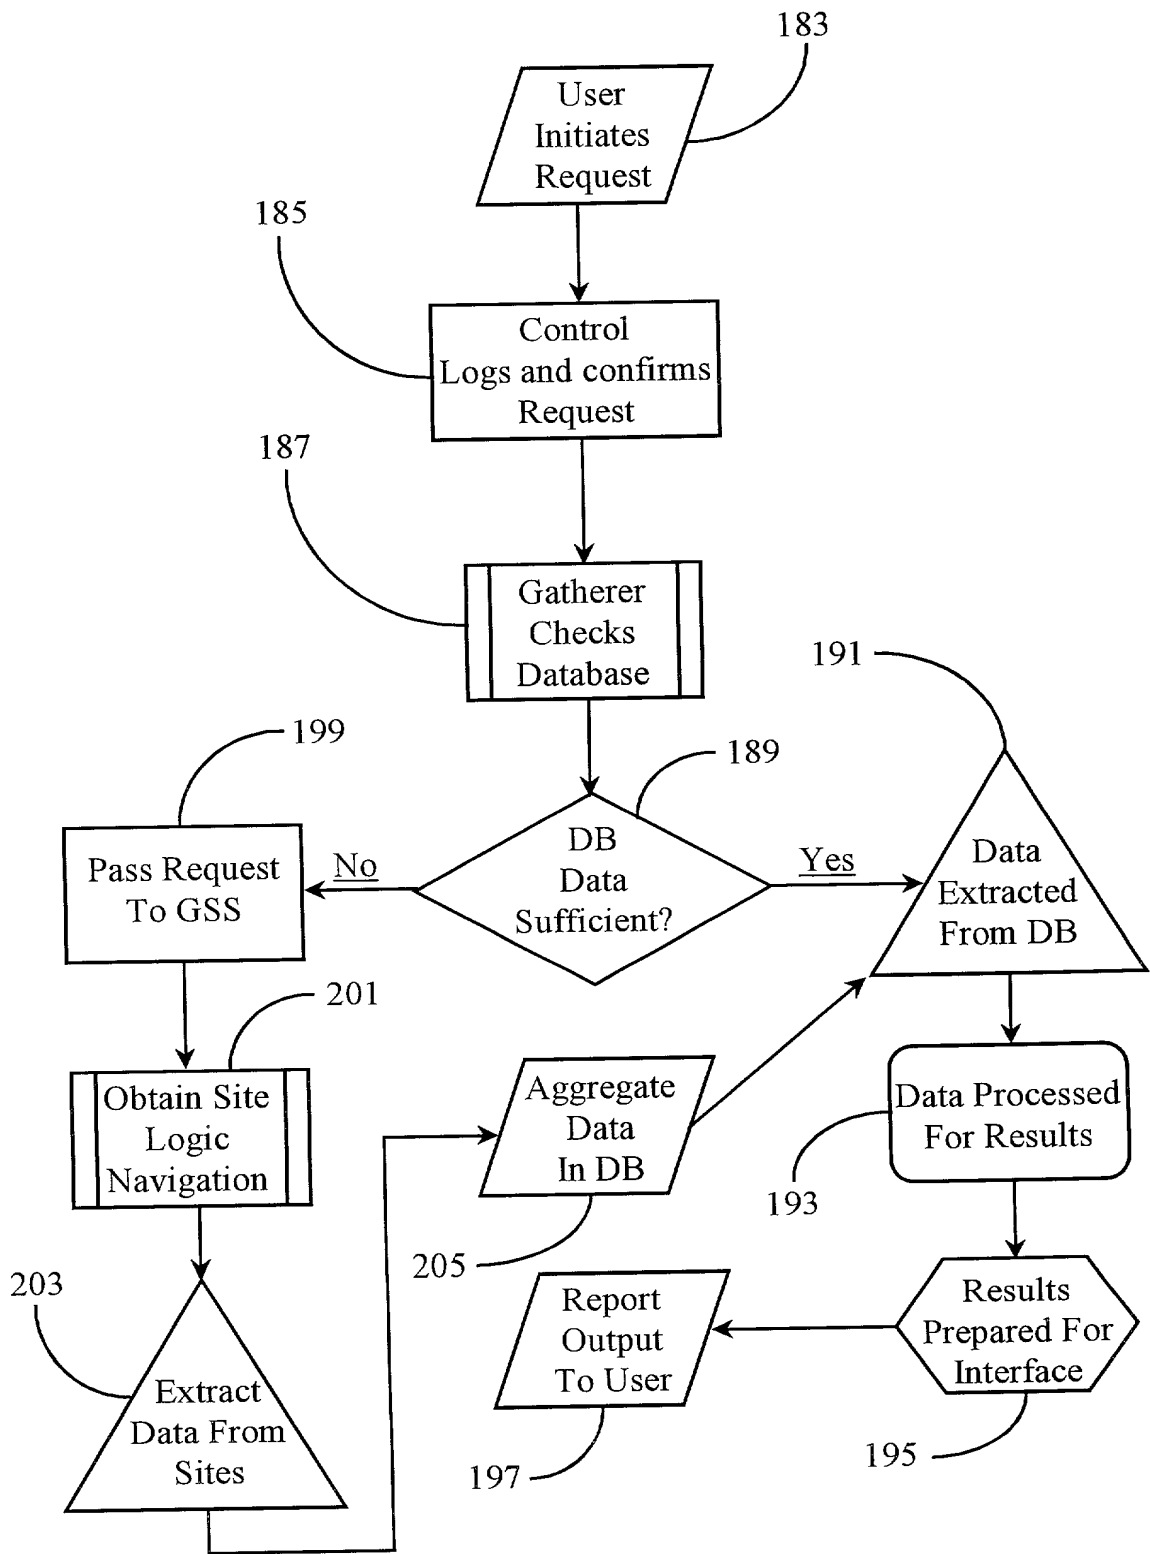 183
User
Initiates
Request
185
Control
Logs and confirms
Request
187
Gatherer
Checks
Database
191
199
189
DB
Data
Sufficient?
No
Yes
Pass Request
To GSS
Data
Extracted
From DB
201
Obtain Site
Logic
Navigation
Aggregate
Data
In DB
Data Processed
For Results
193
205
203
Extract
Data From
Sites
Report
Output
To User
Results
Prepared For
Interface
197
195